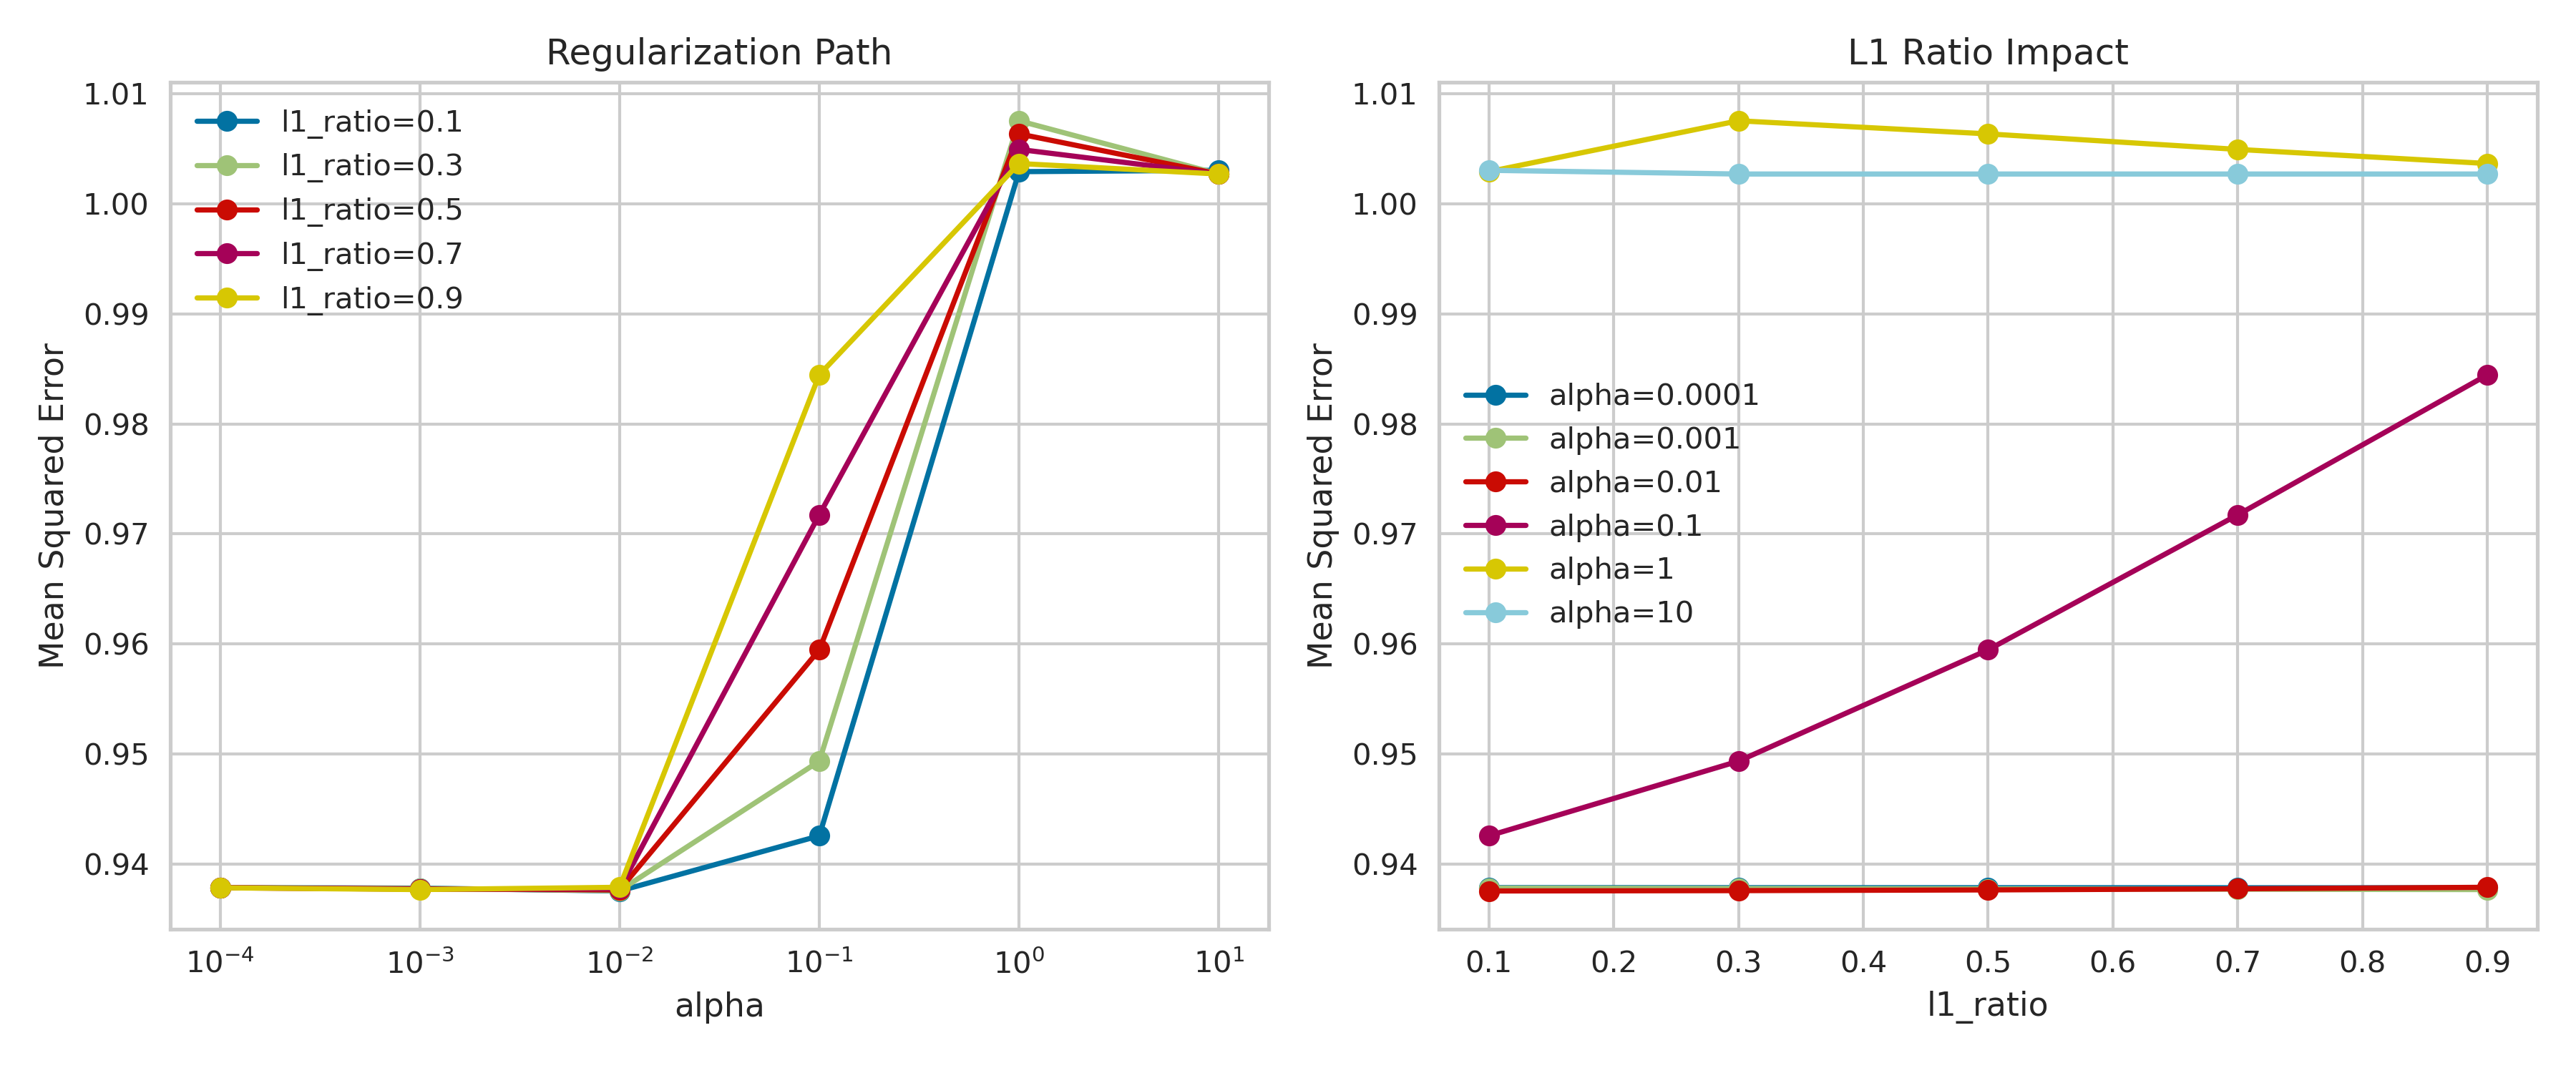 Regularization Path
Mean Squared Error
1.01
1.00
0.99
0.98
0.97
0.96
0.95
0.94
l1_ratio=0.1
l1_ratio=0.3
l1_ratio=0.5
l1_ratio=0.7
l1_ratio=0.9
10⁻⁴ 10⁻³ 10⁻² 10⁻¹ 10⁰ 10¹
alpha
L1 Ratio Impact
Mean Squared Error
1.01
1.00
0.99
0.98
0.97
0.96
0.95
0.94
alpha=0.0001
alpha=0.001
alpha=0.01
alpha=0.1
alpha=1
alpha=10
0.1 0.2 0.3 0.4 0.5 0.6 0.7 0.8 0.9
l1_ratio